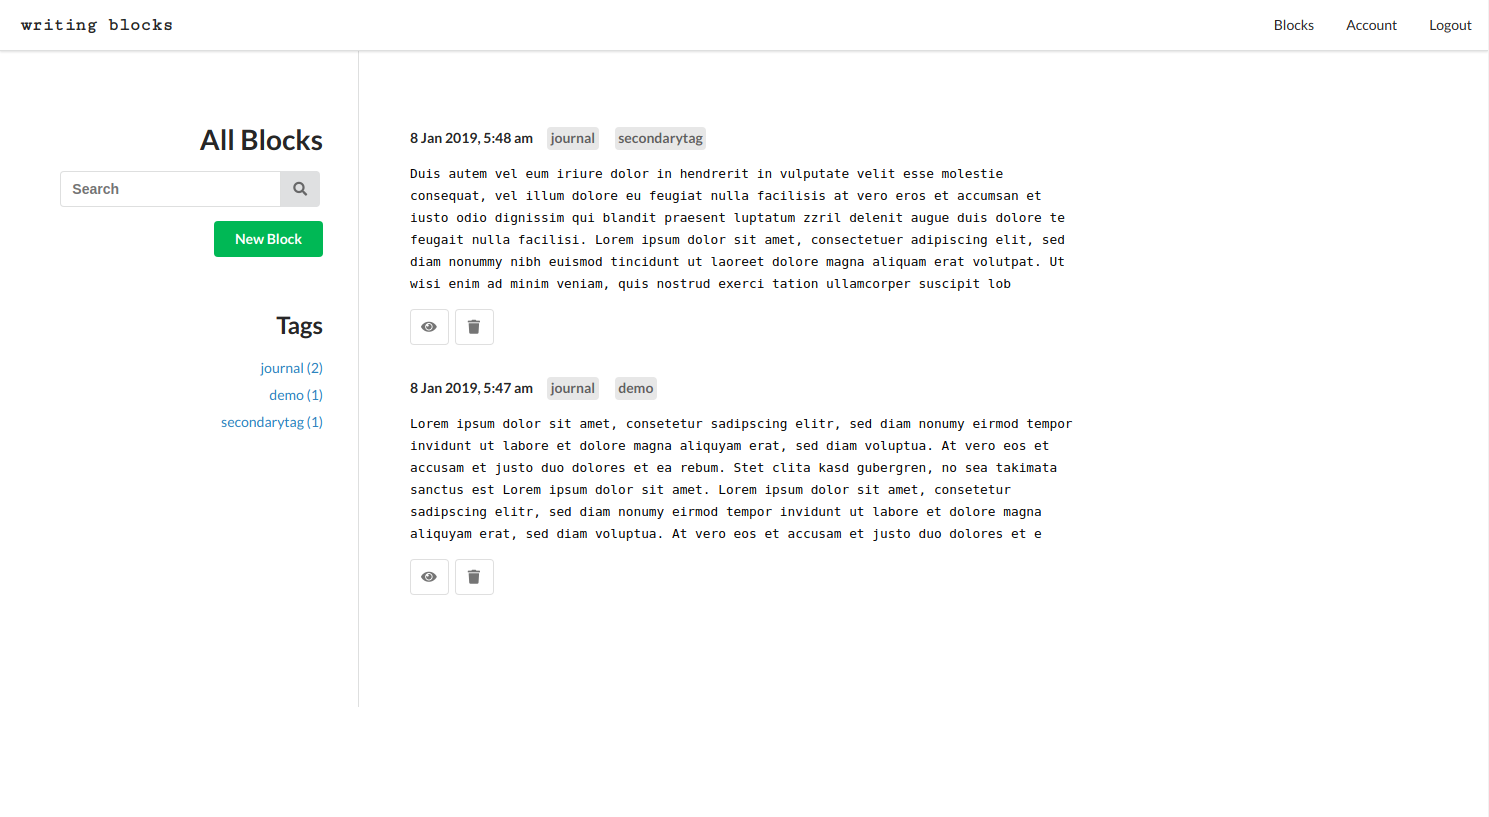 writing blocks
Blocks Account Logout
All Blocks
Search
New Block
Tags
journal (2)
demo (1)
secondarytag (1)
8 Jan 2019, 5:48 am journal secondarytag
Duis autem vel eum iriure dolor in hendrerit in vulputate velit esse molestie
consequat, vel illum dolore eu feugiat nulla facilisis at vero eros et accumsan et
iusto odio dignissim qui blandit praesent luptatum zzril delenit augue duis dolore te
feugait nulla facilisi. Lorem ipsum dolor sit amet, consectetuer adipiscing elit, sed
diam nonummy nibh euismod tincidunt ut laoreet dolore magna aliquam erat volutpat. Ut
wisi enim ad minim veniam, quis nostrud exerci tation ullamcorper suscipit lob
8 Jan 2019, 5:47 am journal demo
Lorem ipsum dolor sit amet, consetetur sadipscing elitr, sed diam nonumy eirmod tempor
invidunt ut labore et dolore magna aliquyam erat, sed diam voluptua. At vero eos et
accusam et justo duo dolores et ea rebum. Stet clita kasd gubergren, no sea takimata
sanctus est Lorem ipsum dolor sit amet. Lorem ipsum dolor sit amet, consetetur
sadipscing elitr, sed diam nonumy eirmod tempor invidunt ut labore et dolore magna
aliquyam erat, sed diam voluptua. At vero eos et accusam et justo duo dolores et e